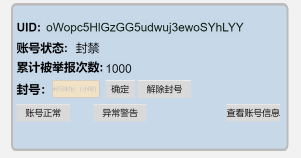 UID: oWopc5HIGzGG5udwuj3ewoSYhLYY
账号状态: 封禁
累计被举报次数: 1000
封号: 确定 解除封号
账号正常 异常警告 查看账号信息